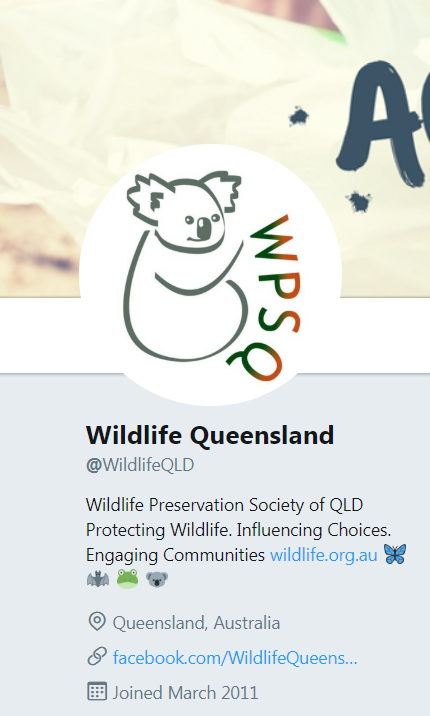 WPSQ
Wildlife Queensland
@WildlifeQLD
Wildlife Preservation Society of QLD
Protecting Wildlife. Influencing Choices.
Engaging Communities wildlife.org.au
Queensland, Australia
facebook.com/WildlifeQueens...
Joined March 2011